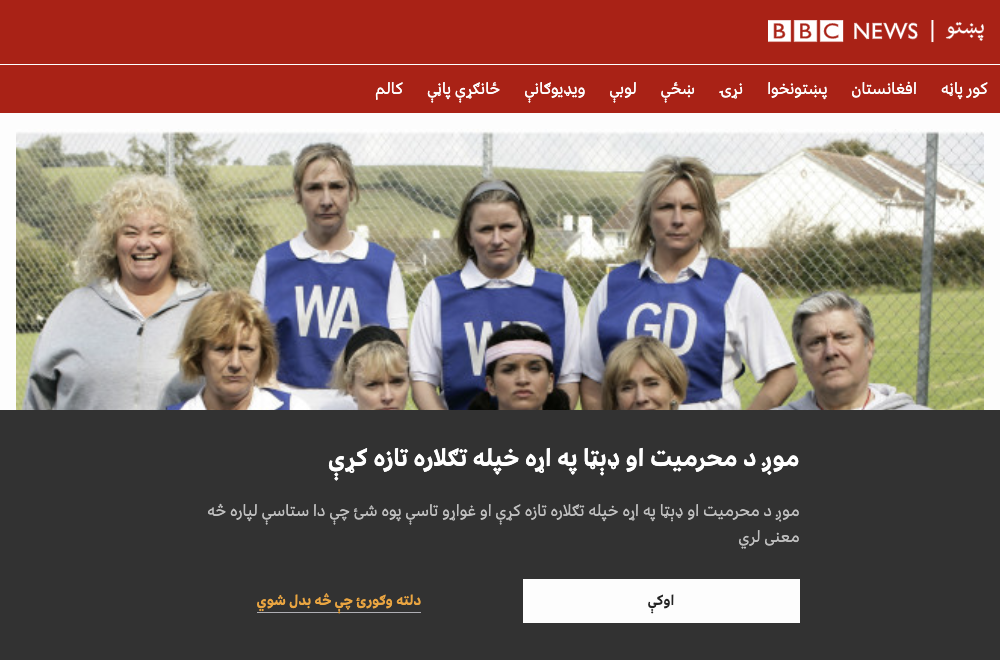 BBC NEWS | پښتو
کور پاڼه افغانستان پښتونخوا نړۍ ښځې لوبې ویډیوګانې ځانګړې پاڼې کالم
WA
GD
موږ د محرمیت او ډېټا په اړه خپله تګلاره تازه کړې
موږ د محرمیت او ډېټا په اړه خپله تګلاره تازه کړې او غواړو تاسې پوه شئ چې دا ستاسې لپاره څه
معنی لري
اوکې
دلته وګورئ چې څه بدل شوي